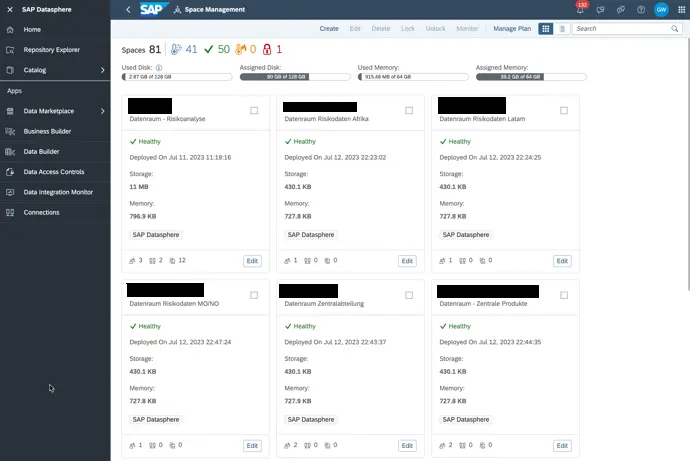 SAP Datasphere
SAP
Space Management
132
GW
Home
Repository Explorer
Catalog
Apps
Data Marketplace
Business Builder
Data Builder
Data Access Controls
Data Integration Monitor
Connections
Create Edit Delete Lock Unlock Monitor Manage Plan Search
Spaces 81 41 50 0 1
Used Disk: Assigned Disk: Used Memory: Assigned Memory:
2.87 GB of 128 GB 80 GB of 128 GB 915.48 MB of 64 GB 39.2 GB of 64 GB
Datenraum - Risikoanalyse
Healthy
Deployed On Jul 11, 2023 11:18:16
Storage:
11 MB
Memory:
796.9 KB
SAP Datasphere
3 2 12 Edit
Datenraum Risikodaten Afrika
Healthy
Deployed On Jul 12, 2023 22:23:02
Storage:
430.1 KB
Memory:
727.8 KB
SAP Datasphere
1 0 0 Edit
Datenraum Risikodaten Latam
Healthy
Deployed On Jul 12, 2023 22:24:25
Storage:
430.1 KB
Memory:
727.8 KB
SAP Datasphere
1 0 0 Edit
Datenraum Risikodaten MO/NO
Healthy
Deployed On Jul 12, 2023 22:47:24
Storage:
430.1 KB
Memory:
727.8 KB
SAP Datasphere
1 0 0 Edit
Datenraum Zentralabteilung
Healthy
Deployed On Jul 12, 2023 22:43:37
Storage:
430.1 KB
Memory:
727.9 KB
SAP Datasphere
2 0 0 Edit
Datenraum - Zentrale Produkte
Healthy
Deployed On Jul 12, 2023 22:44:35
Storage:
430.1 KB
Memory:
727.8 KB
SAP Datasphere
2 0 0 Edit